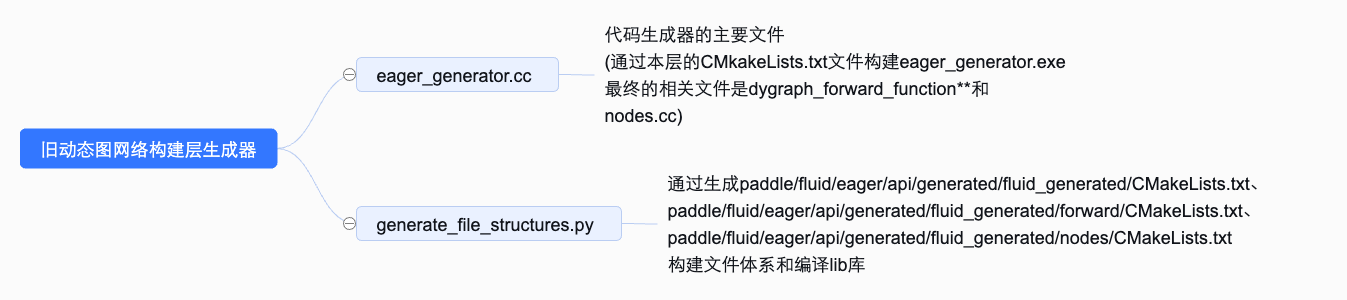 旧动态图网络构建层生成器
eager_generator.cc
代码生成器的主要文件
(通过本层的CMkakeLists.txt文件构建eager_generator.exe
最终的相关文件是dygraph_forward_function**和
nodes.cc)
generate_file_structures.py
通过生成paddle/fluid/eager/api/generated/fluid_generated/CMakeLists.txt、
paddle/fluid/eager/api/generated/fluid_generated/forward/CMakeLists.txt、
paddle/fluid/eager/api/generated/fluid_generated/nodes/CMakeLists.txt
构建文件体系和编译lib库